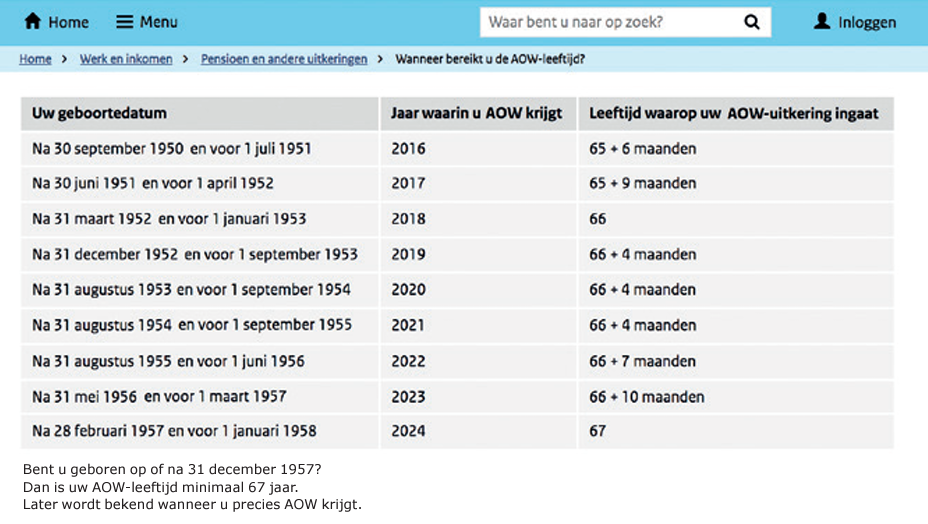 Home Menu Waar bent u naar op zoek? Inloggen
Home > Werk en inkomen > Pensioen en andere uitkeringen > Wanneer bereikt u de AOW-leeftijd?
Uw geboortedatum Jaar waarin u AOW krijgt Leeftijd waarop uw AOW-uitkering ingaat
Na 30 september 1950 en voor 1 juli 1951 2016 65 + 6 maanden
Na 30 juni 1951 en voor 1 april 1952 2017 65 + 9 maanden
Na 31 maart 1952 en voor 1 januari 1953 2018 66
Na 31 december 1952 en voor 1 september 1953 2019 66 + 4 maanden
Na 31 augustus 1953 en voor 1 september 1954 2020 66 + 4 maanden
Na 31 augustus 1954 en voor 1 september 1955 2021 66 + 4 maanden
Na 31 augustus 1955 en voor 1 juni 1956 2022 66 + 7 maanden
Na 31 mei 1956 en voor 1 maart 1957 2023 66 + 10 maanden
Na 28 februari 1957 en voor 1 januari 1958 2024 67
Bent u geboren op of na 31 december 1957?
Dan is uw AOW-leeftijd minimaal 67 jaar.
Later wordt bekend wanneer u precies AOW krijgt.